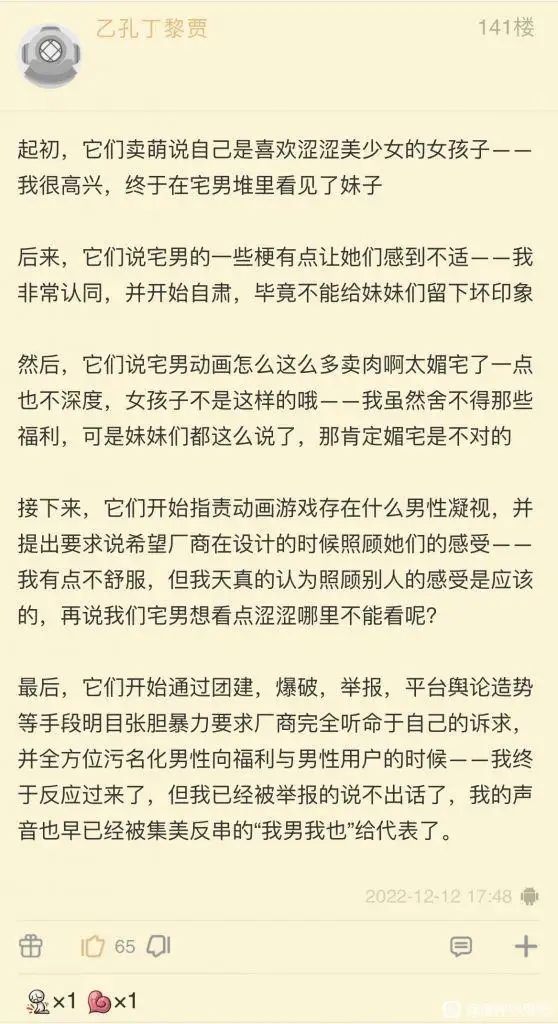 乙孔丁黎贾
141楼
起初，它们卖萌说自己是喜欢涩涩美少女的女孩子——
我很高兴，终于在宅男堆里看见了妹子
后来，它们说宅男的一些梗有点让她们感到不适——我
非常认同，并开始自肃，毕竟不能给妹妹们留下坏印象
然后，它们说宅男动画怎么这么多卖肉啊太媚宅了一点
也不深度，女孩子不是这样的哦——我虽然舍不得那些
福利，可是妹妹们都这么说了，那肯定媚宅是不对的
接下来，它们开始指责动画游戏存在什么男性凝视，并
提出要求说希望厂商在设计的时候照顾她们的感受——
我有点不舒服，但我天真的认为照顾别人的感受是应该
的，再说我们宅男想看点涩涩哪里不能看呢？
最后，它们开始通过团建，爆破，举报，平台舆论造势
等手段明目张胆暴力要求厂商完全听命于自己的诉求，
并全方位污名化男性向福利与男性用户的时候——我终
于反应过来了，但我已经被举报的说不出话了，我的声
音也早已经被集美反串的“我男我也”给代表了。
2022-12-12 17:48
65
×1 ×1